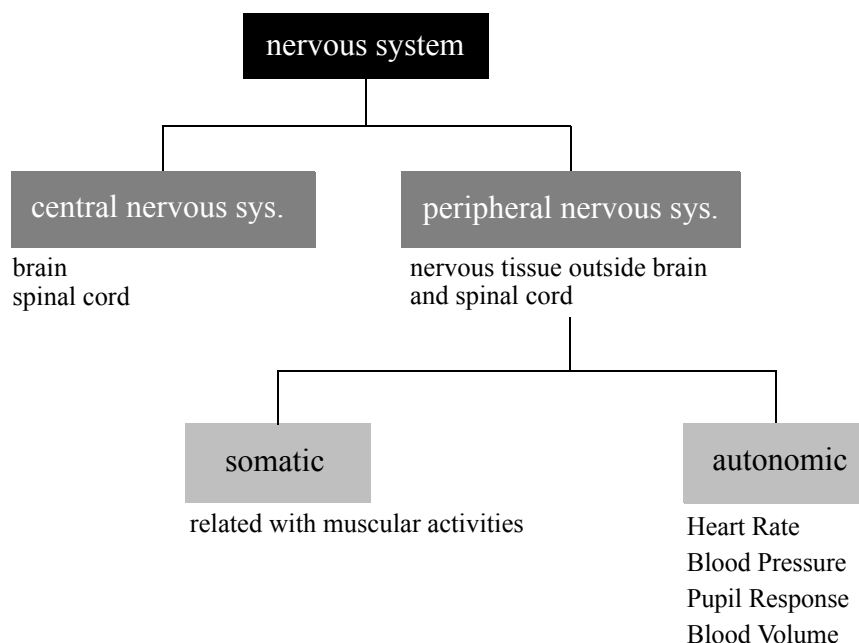 nervous system
central nervous sys.
brain
spinal cord
peripheral nervous sys.
nervous tissue outside brain
and spinal cord
somatic
related with muscular activities
autonomic
Heart Rate
Blood Pressure
Pupil Response
Blood Volume